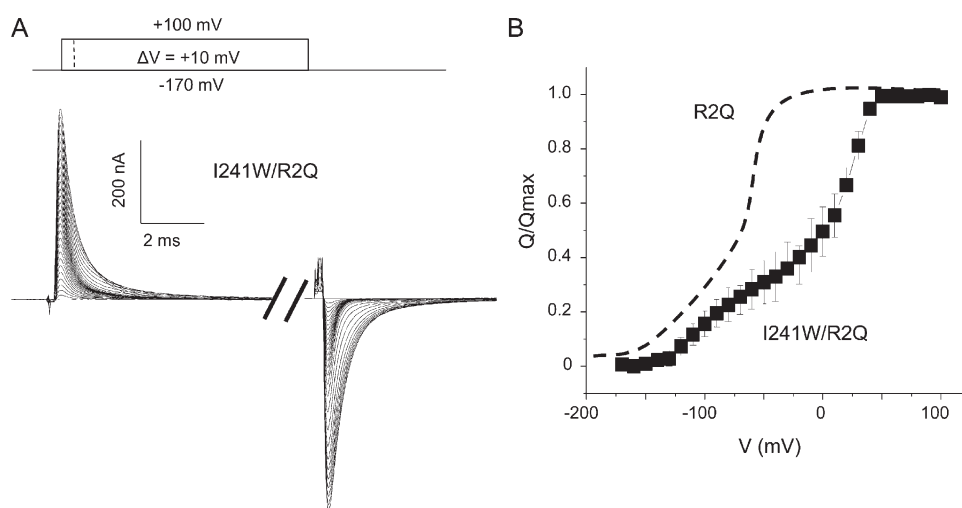 A
+100 mV
ΔV = +10 mV
-170 mV
200 nA
2 ms
I241W/R2Q
B
Q/Qmax
1.0
0.8
0.6
0.4
0.2
0
R2Q
I241W/R2Q
-200
-100
0
100
V (mV)